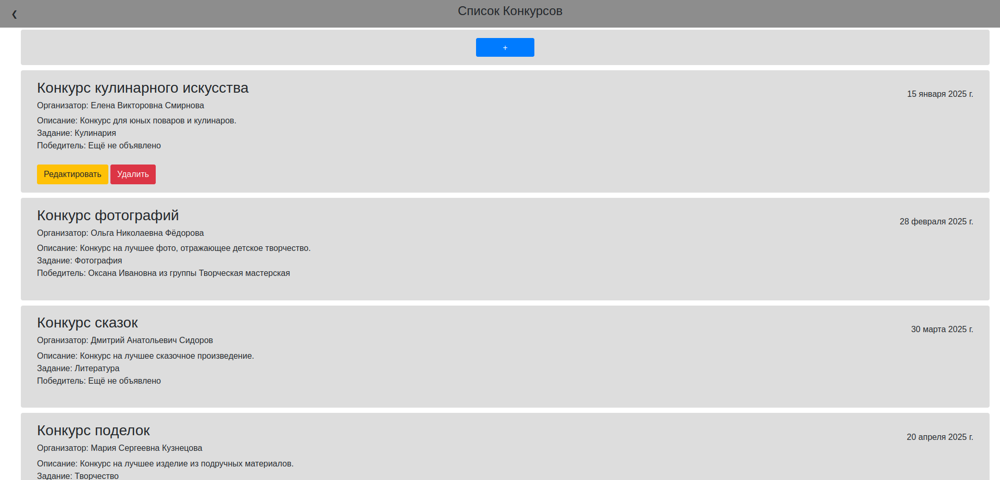 ❮
Список Конкурсов
+
Конкурс кулинарного искусства
15 января 2025 г.
Организатор: Елена Викторовна Смирнова
Описание: Конкурс для юных поваров и кулинаров.
Задание: Кулинария
Победитель: Ещё не объявлено
Редактировать Удалить
Конкурс фотографий
28 февраля 2025 г.
Организатор: Ольга Николаевна Фёдорова
Описание: Конкурс на лучшее фото, отражающее детское творчество.
Задание: Фотография
Победитель: Оксана Ивановна из группы Творческая мастерская
Конкурс сказок
30 марта 2025 г.
Организатор: Дмитрий Анатольевич Сидоров
Описание: Конкурс на лучшее сказочное произведение.
Задание: Литература
Победитель: Ещё не объявлено
Конкурс поделок
20 апреля 2025 г.
Организатор: Мария Сергеевна Кузнецова
Описание: Конкурс на лучшее изделие из подручных материалов.
Задание: Творчество